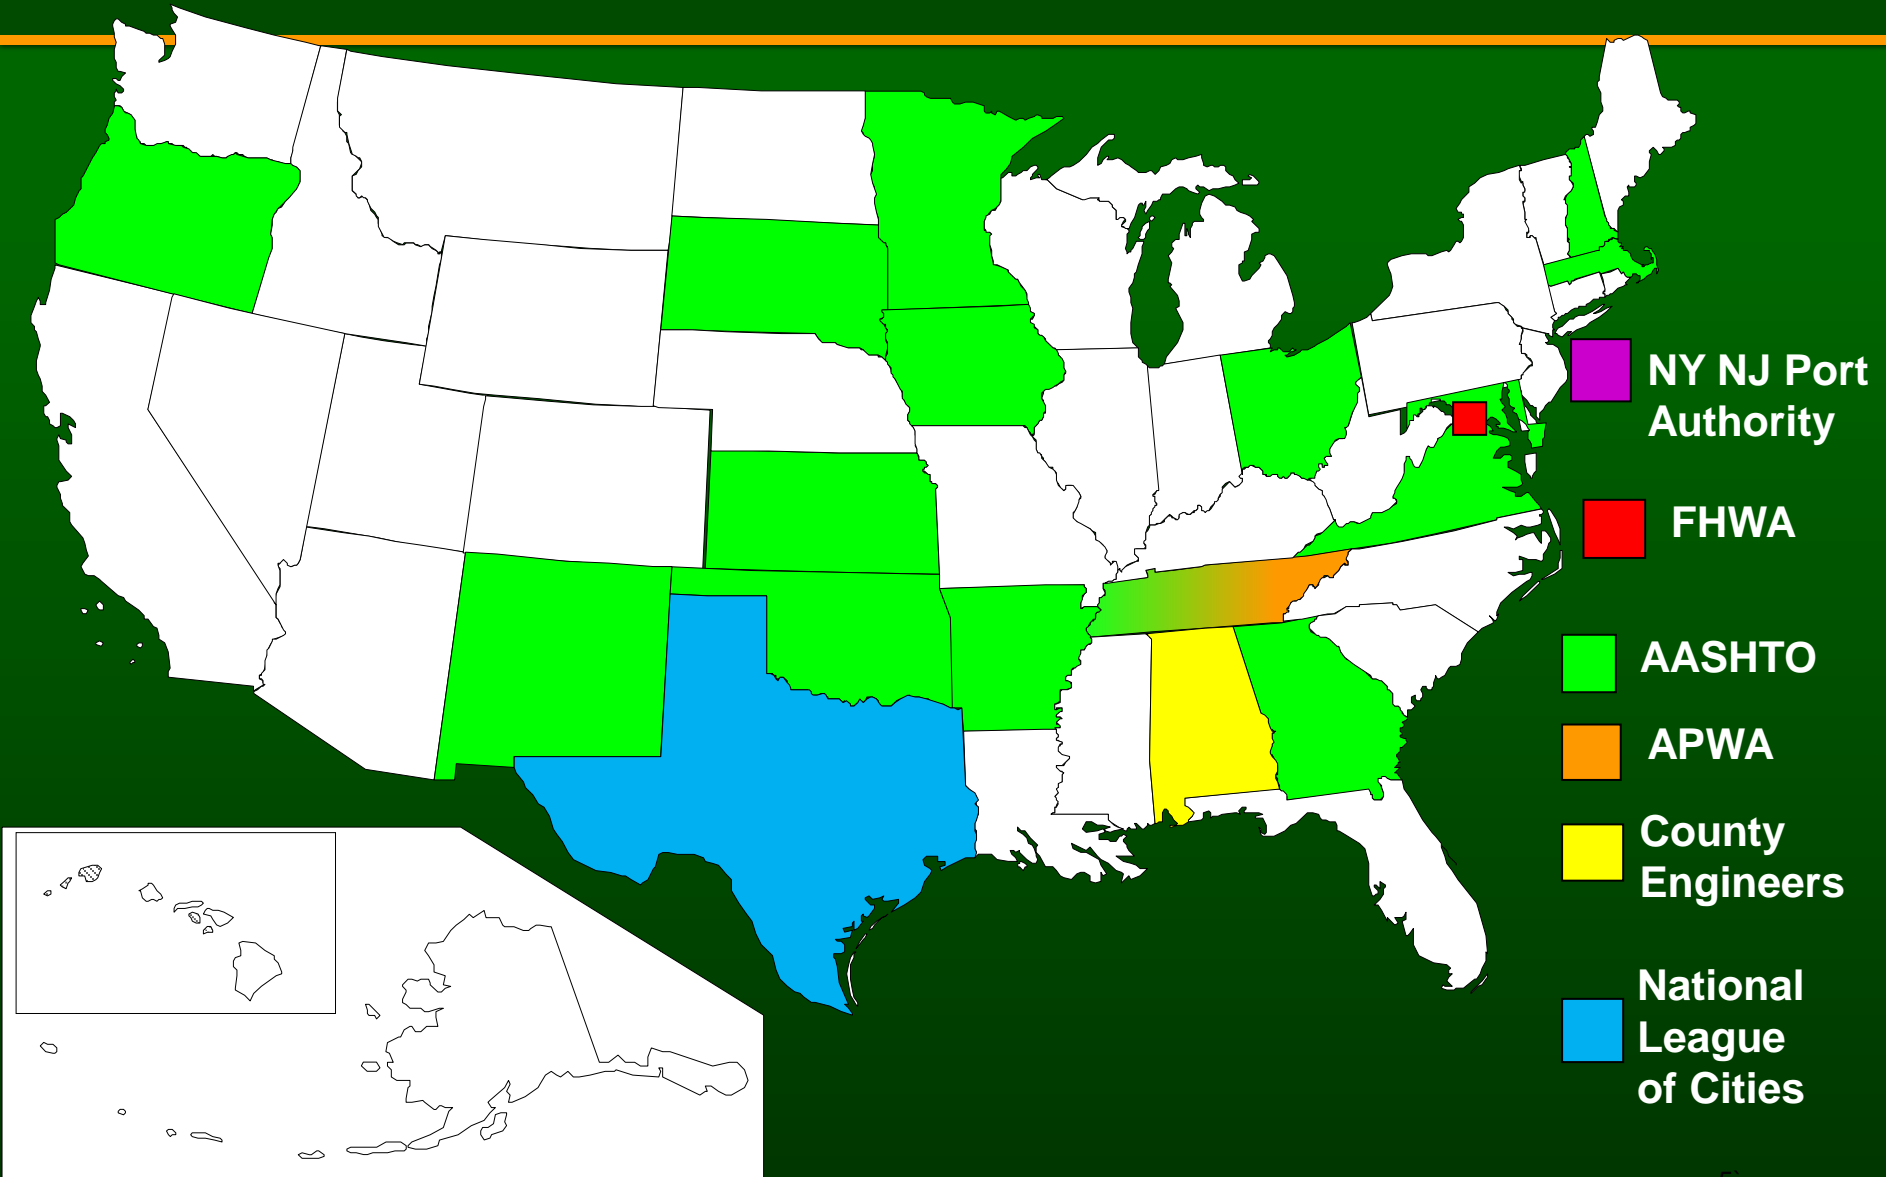 NY NJ Port
Authority
FHWA
AASHTO
APWA
County
Engineers
National
League
of Cities